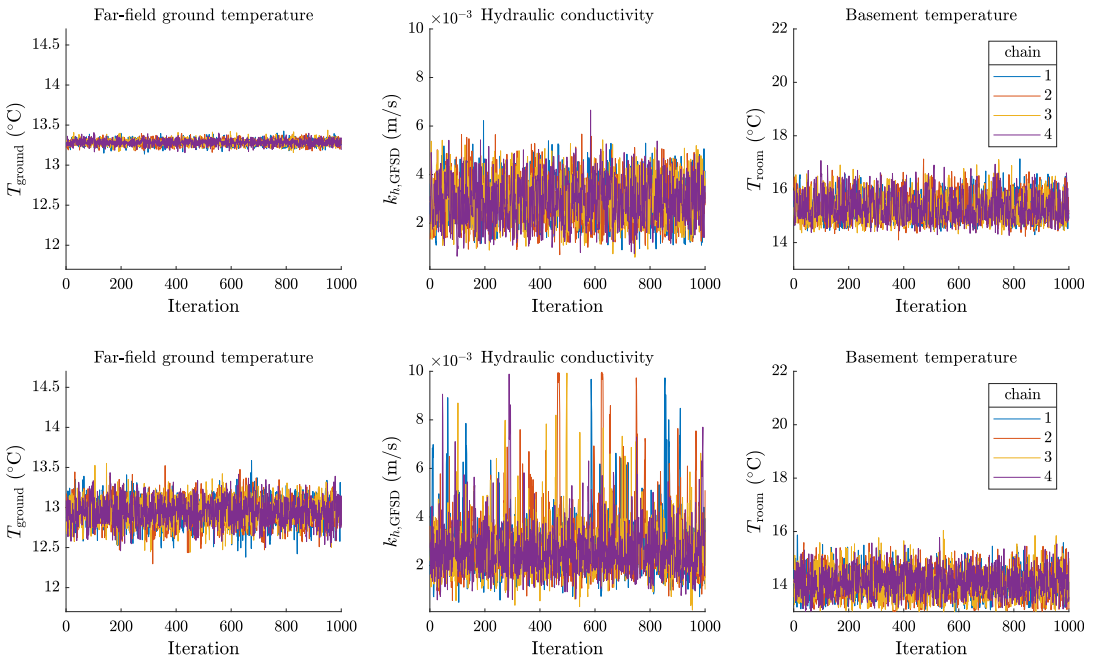 Far-field ground temperature
14.5
14
13.5
13
12.5
12
T_ground (°C)
0 200 400 600 800 1000
Iteration
×10⁻³ Hydraulic conductivity
10
8
6
4
2
k_h,GFSD (m/s)
0 200 400 600 800 1000
Iteration
Basement temperature
22
20
18
16
14
T_room (°C)
chain
1
2
3
4
0 200 400 600 800 1000
Iteration
Far-field ground temperature
14.5
14
13.5
13
12.5
12
T_ground (°C)
0 200 400 600 800 1000
Iteration
×10⁻³ Hydraulic conductivity
10
8
6
4
2
k_h,GFSD (m/s)
0 200 400 600 800 1000
Iteration
Basement temperature
22
20
18
16
14
T_room (°C)
chain
1
2
3
4
0 200 400 600 800 1000
Iteration